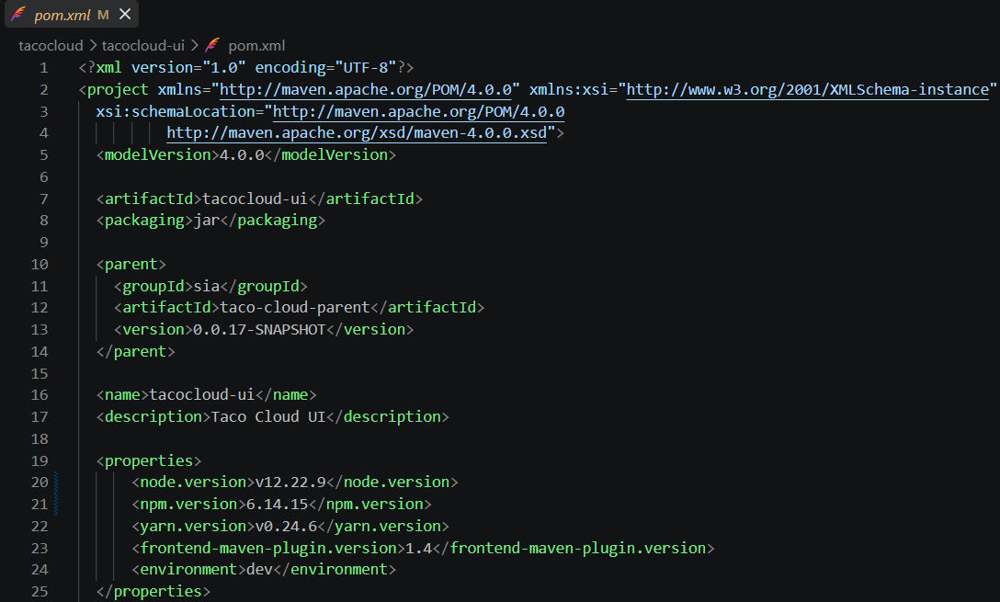 pom.xml M ×
tacocloud > tacocloud-ui > pom.xml
1 <?xml version="1.0" encoding="UTF-8"?>
2 <project xmlns="http://maven.apache.org/POM/4.0.0" xmlns:xsi="http://www.w3.org/2001/XMLSchema-instance"
3   xsi:schemaLocation="http://maven.apache.org/POM/4.0.0
4           http://maven.apache.org/xsd/maven-4.0.0.xsd">
5   <modelVersion>4.0.0</modelVersion>
6
7   <artifactId>tacocloud-ui</artifactId>
8   <packaging>jar</packaging>
9
10   <parent>
11     <groupId>sia</groupId>
12     <artifactId>taco-cloud-parent</artifactId>
13     <version>0.0.17-SNAPSHOT</version>
14   </parent>
15
16   <name>tacocloud-ui</name>
17   <description>Taco Cloud UI</description>
18
19   <properties>
20       <node.version>v12.22.9</node.version>
21       <npm.version>6.14.15</npm.version>
22       <yarn.version>v0.24.6</yarn.version>
23       <frontend-maven-plugin.version>1.4</frontend-maven-plugin.version>
24       <environment>dev</environment>
25   </properties>